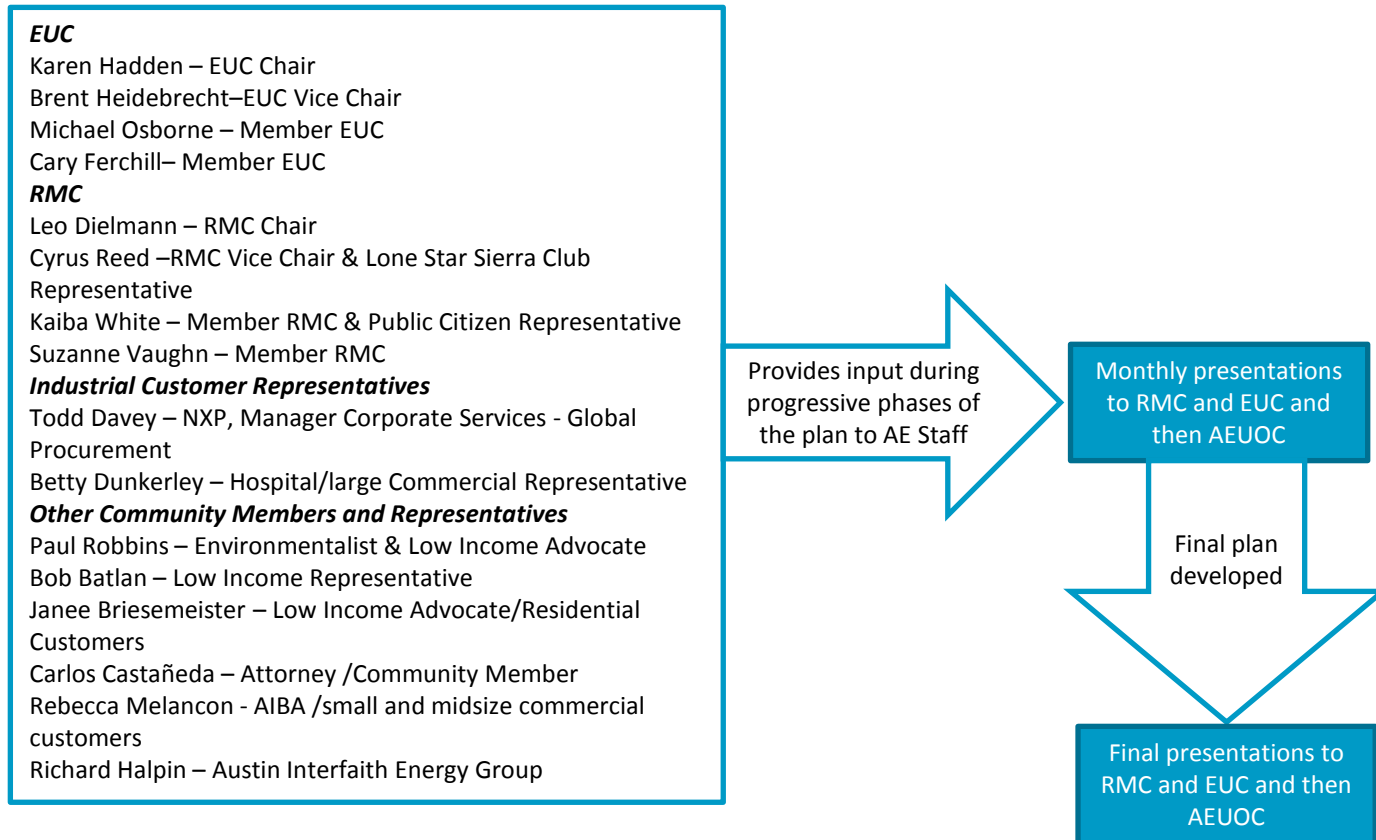 EUC
Karen Hadden – EUC Chair
Brent Heidebrecht–EUC Vice Chair
Michael Osborne – Member EUC
Cary Ferchill– Member EUC
RMC
Leo Dielmann – RMC Chair
Cyrus Reed –RMC Vice Chair & Lone Star Sierra Club
Representative
Kaiba White – Member RMC & Public Citizen Representative
Suzanne Vaughn – Member RMC
Industrial Customer Representatives
Todd Davey – NXP, Manager Corporate Services - Global
Procurement
Betty Dunkerley – Hospital/large Commercial Representative
Other Community Members and Representatives
Paul Robbins – Environmentalist & Low Income Advocate
Bob Batlan – Low Income Representative
Janee Briesemeister – Low Income Advocate/Residential
Customers
Carlos Castañeda – Attorney /Community Member
Rebecca Melancon - AIBA /small and midsize commercial
customers
Richard Halpin – Austin Interfaith Energy Group
Provides input during
progressive phases of
the plan to AE Staff
Monthly presentations
to RMC and EUC and
then AEUOC
Final plan
developed
Final presentations to
RMC and EUC and then
AEUOC